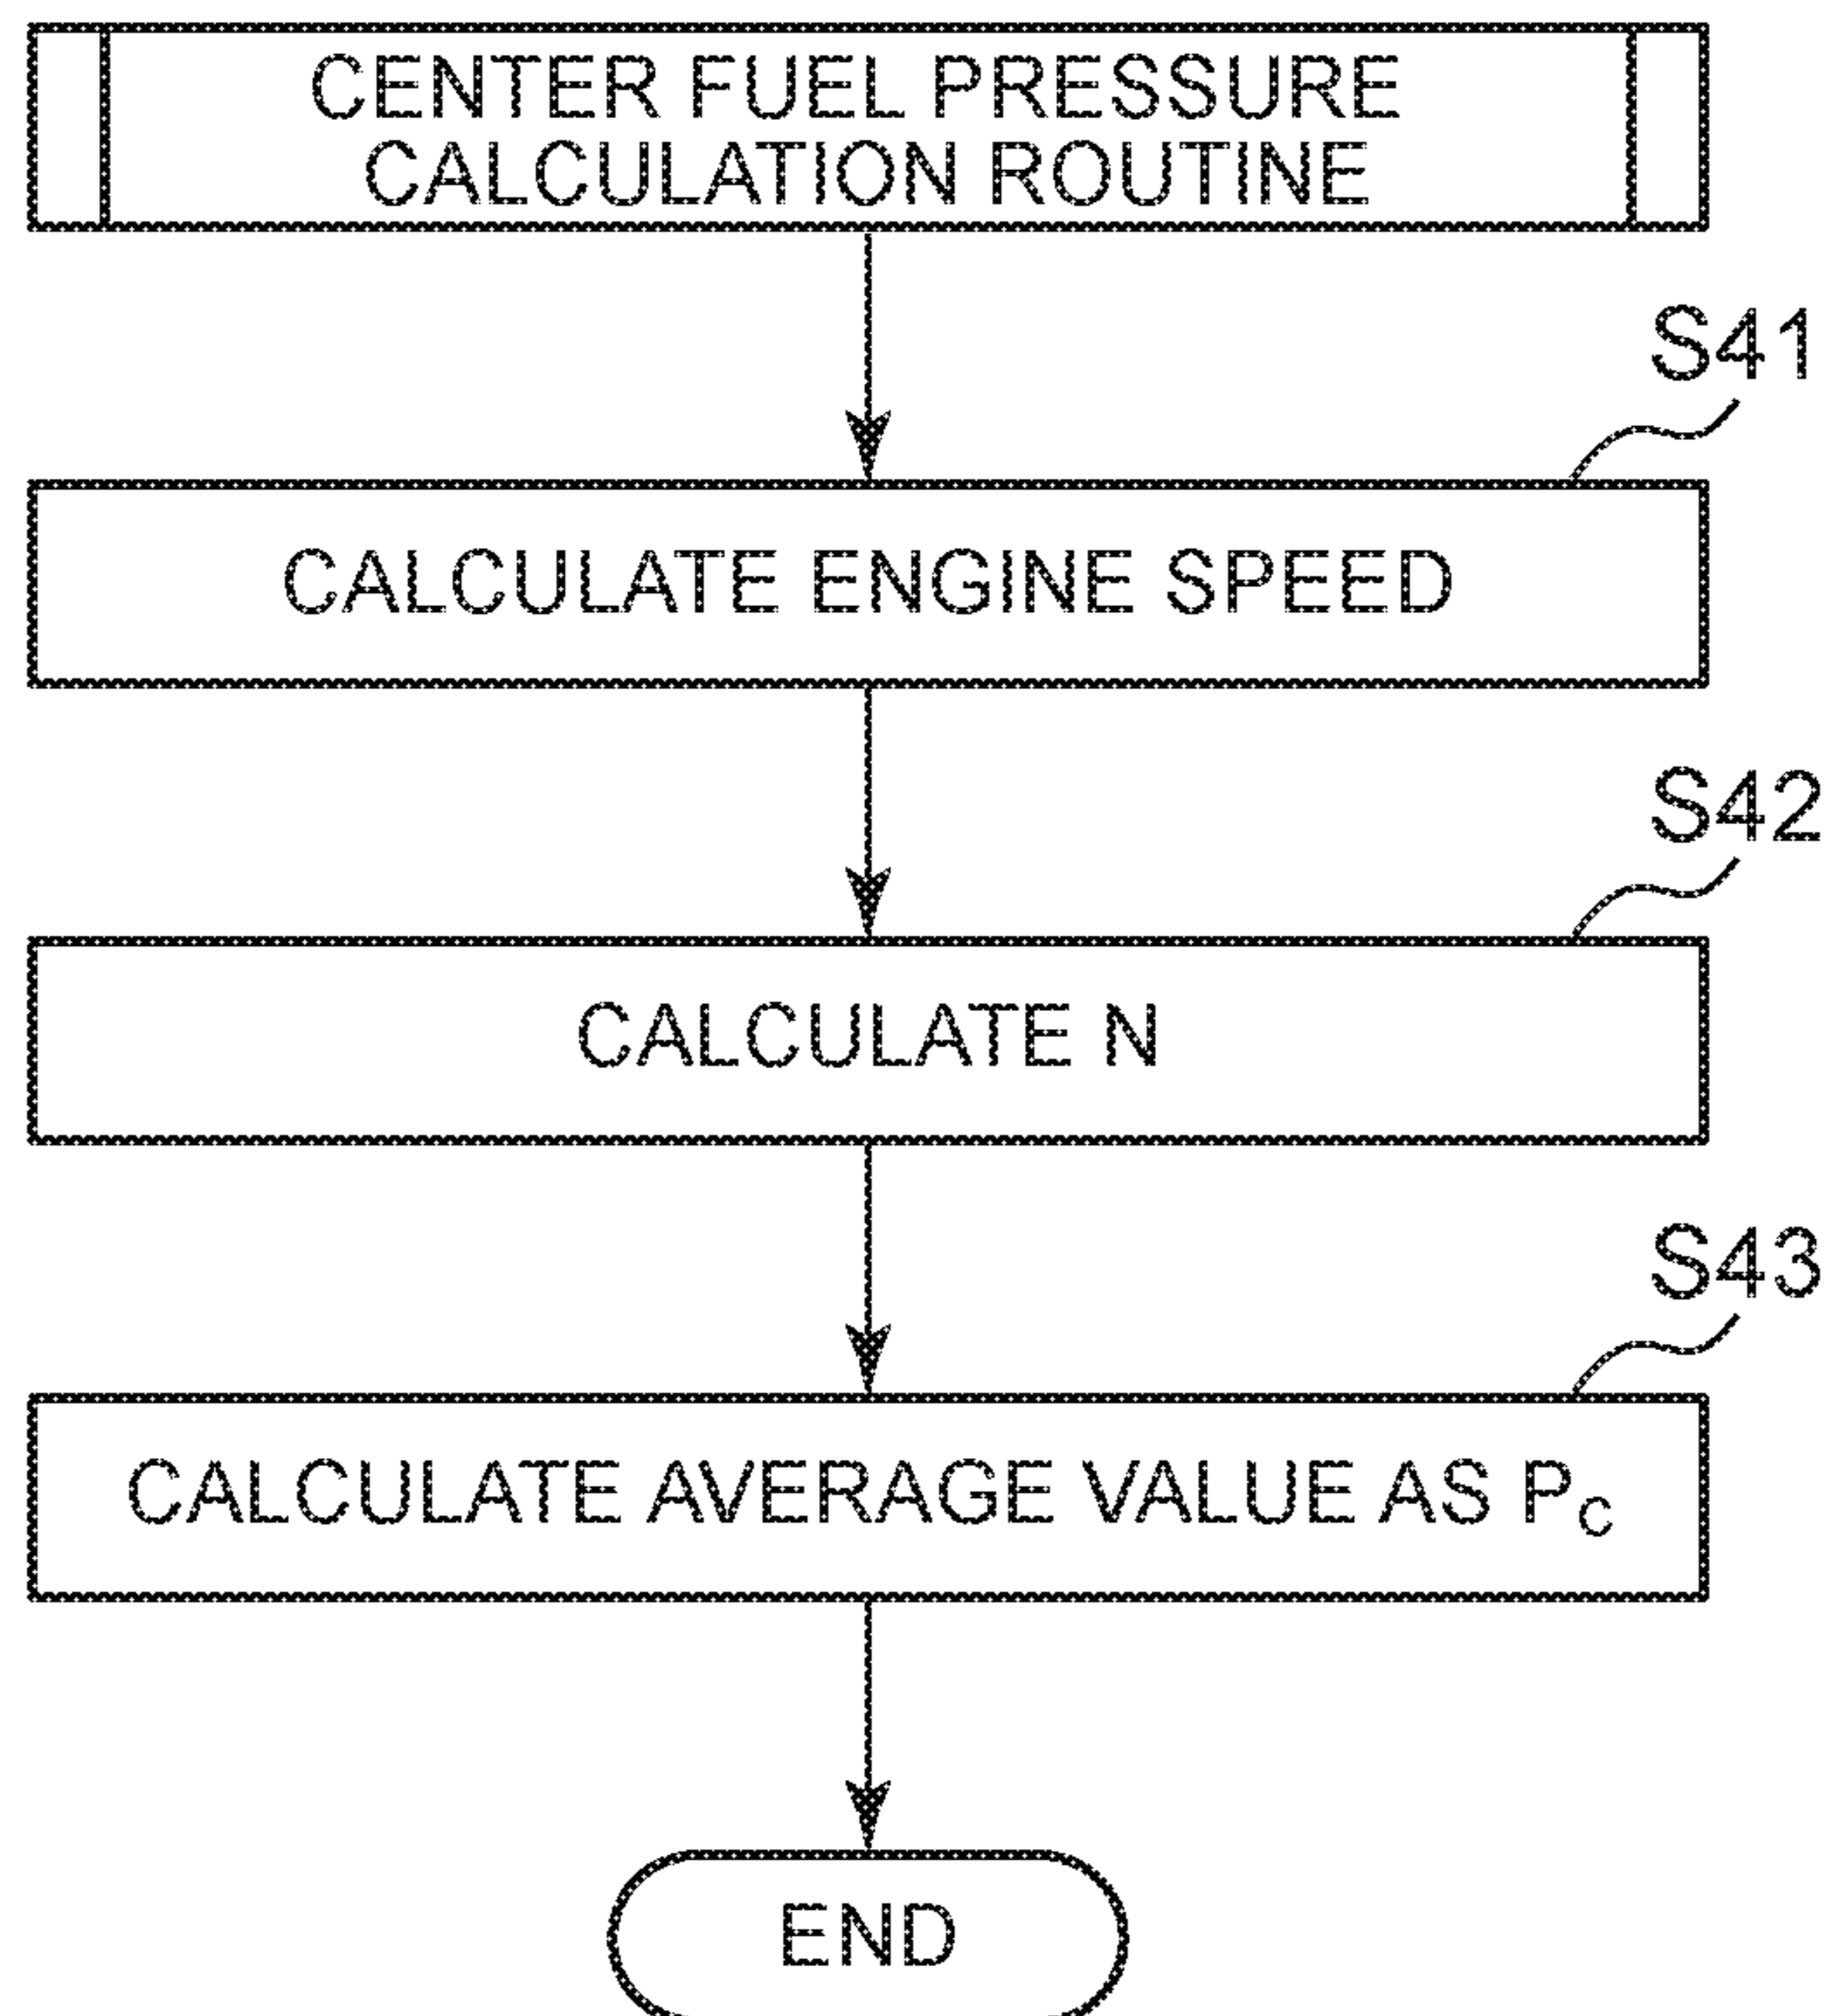 CENTER FUEL PRESSURE
CALCULATION ROUTINE
S41
CALCULATE ENGINE SPEED
S42
CALCULATE N
S43
CALCULATE AVERAGE VALUE AS PC
END